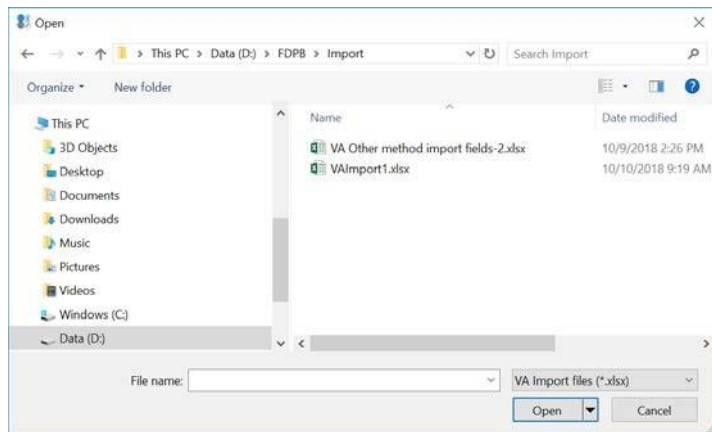 Open
This PC > Data (D:) > FDPB > Import
Search Import
Organize
New folder
Name
Date modified
This PC
3D Objects
Desktop
Documents
Downloads
Music
Pictures
Videos
Windows (C:)
Data (D:)
VA Other method import fields-2.xlsx
10/9/2018 2:26 PM
VAImport1.xlsx
10/10/2018 9:19 AM
File name:
VA Import files (*.xlsx)
Open
Cancel